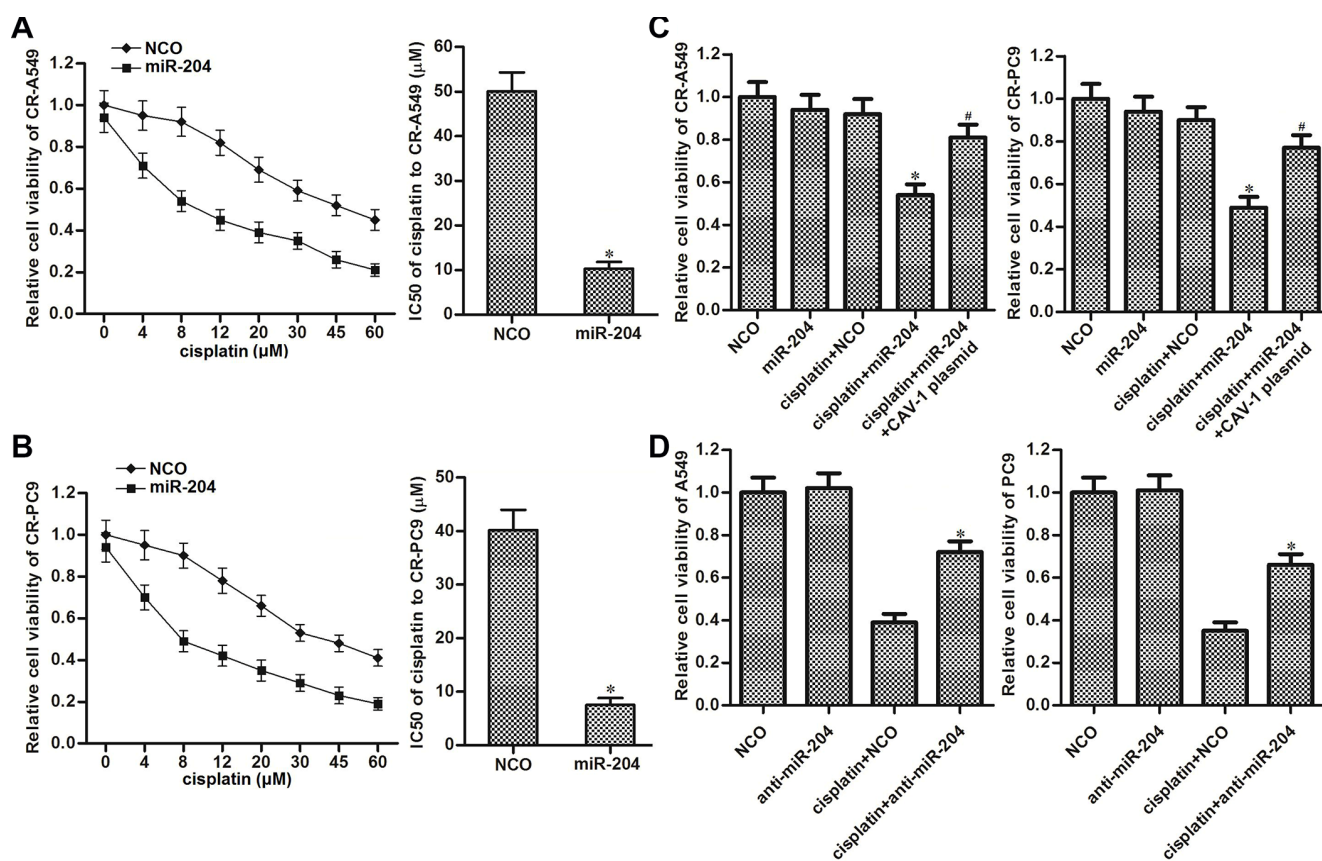 A
NCO
miR-204
Relative cell viability of CR-A549
1.2
1.0
0.8
0.6
0.4
0.2
0.0
0 4 8 12 20 30 45 60
cisplatin (µM)
IC50 of cisplatin to CR-A549 (µM)
60
50
40
30
20
10
0
*
NCO miR-204
C
Relative cell viability of CR-A549
1.2
1.0
0.8
0.6
0.4
0.2
0.0
*
#
NCO
miR-204
cisplatin+NCO
cisplatin+miR-204
cisplatin+miR-204
+CAV-1 plasmid
Relative cell viability of CR-PC9
1.2
1.0
0.8
0.6
0.4
0.2
0.0
*
#
NCO
miR-204
cisplatin+NCO
cisplatin+miR-204
cisplatin+miR-204
+CAV-1 plasmid
B
NCO
miR-204
Relative cell viability of CR-PC9
1.2
1.0
0.8
0.6
0.4
0.2
0.0
0 4 8 12 20 30 45 60
cisplatin (µM)
IC50 of cisplatin to CR-PC9 (µM)
50
40
30
20
10
0
*
NCO miR-204
D
Relative cell viability of A549
1.2
1.0
0.8
0.6
0.4
0.2
0.0
*
NCO
anti-miR-204
cisplatin+NCO
cisplatin+anti-miR-204
Relative cell viability of PC9
1.2
1.0
0.8
0.6
0.4
0.2
0.0
*
NCO
anti-miR-204
cisplatin+NCO
cisplatin+anti-miR-204